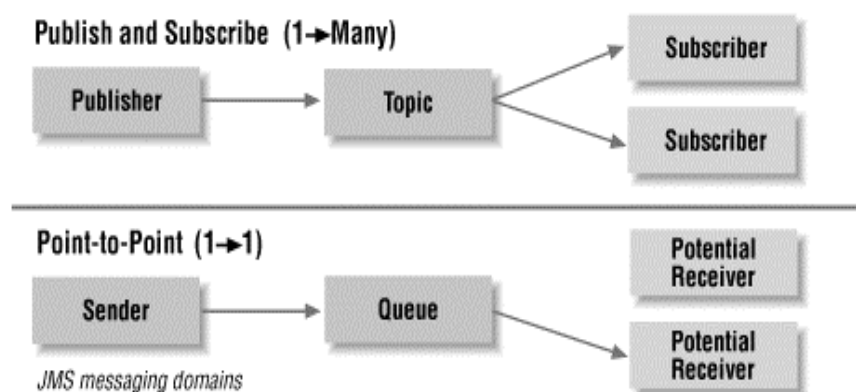 Publish and Subscribe (1→Many)
Publisher
Topic
Subscriber
Subscriber
Point-to-Point (1→1)
Sender
Queue
Potential
Receiver
Potential
Receiver
JMS messaging domains